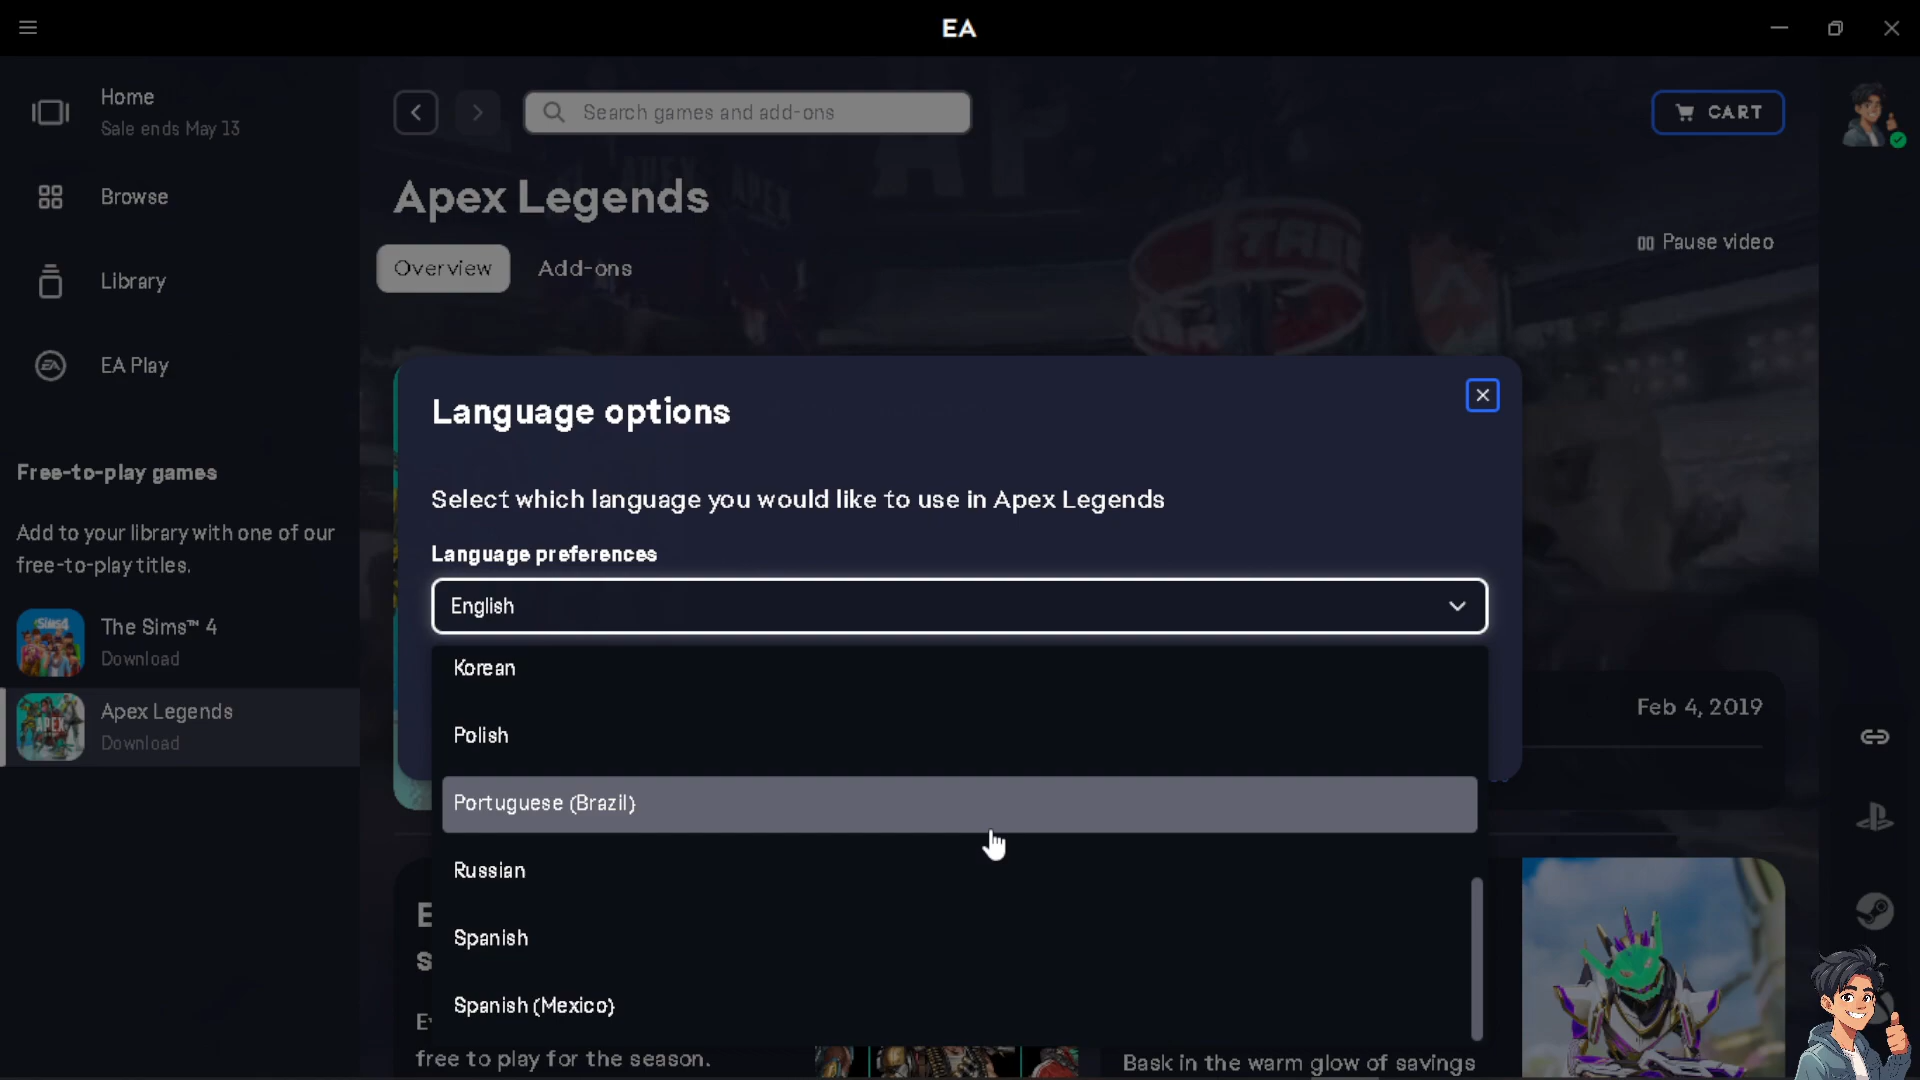 EA
Home
Sale ends May 13
Browse
Library
EA Play
Free-to-play games
Add to your library with one of our
free-to-play titles.
The Sims™ 4
Download
Apex Legends
Download
Search games and add-ons
CART
Apex Legends
Pause video
Overview
Add-ons
Language options
Select which language you would like to use in Apex Legends
Language preferences
English
Korean
Polish
Portuguese (Brazil)
Russian
Spanish
Spanish (Mexico)
Feb 4, 2019
free to play for the season.
Bask in the warm glow of savings